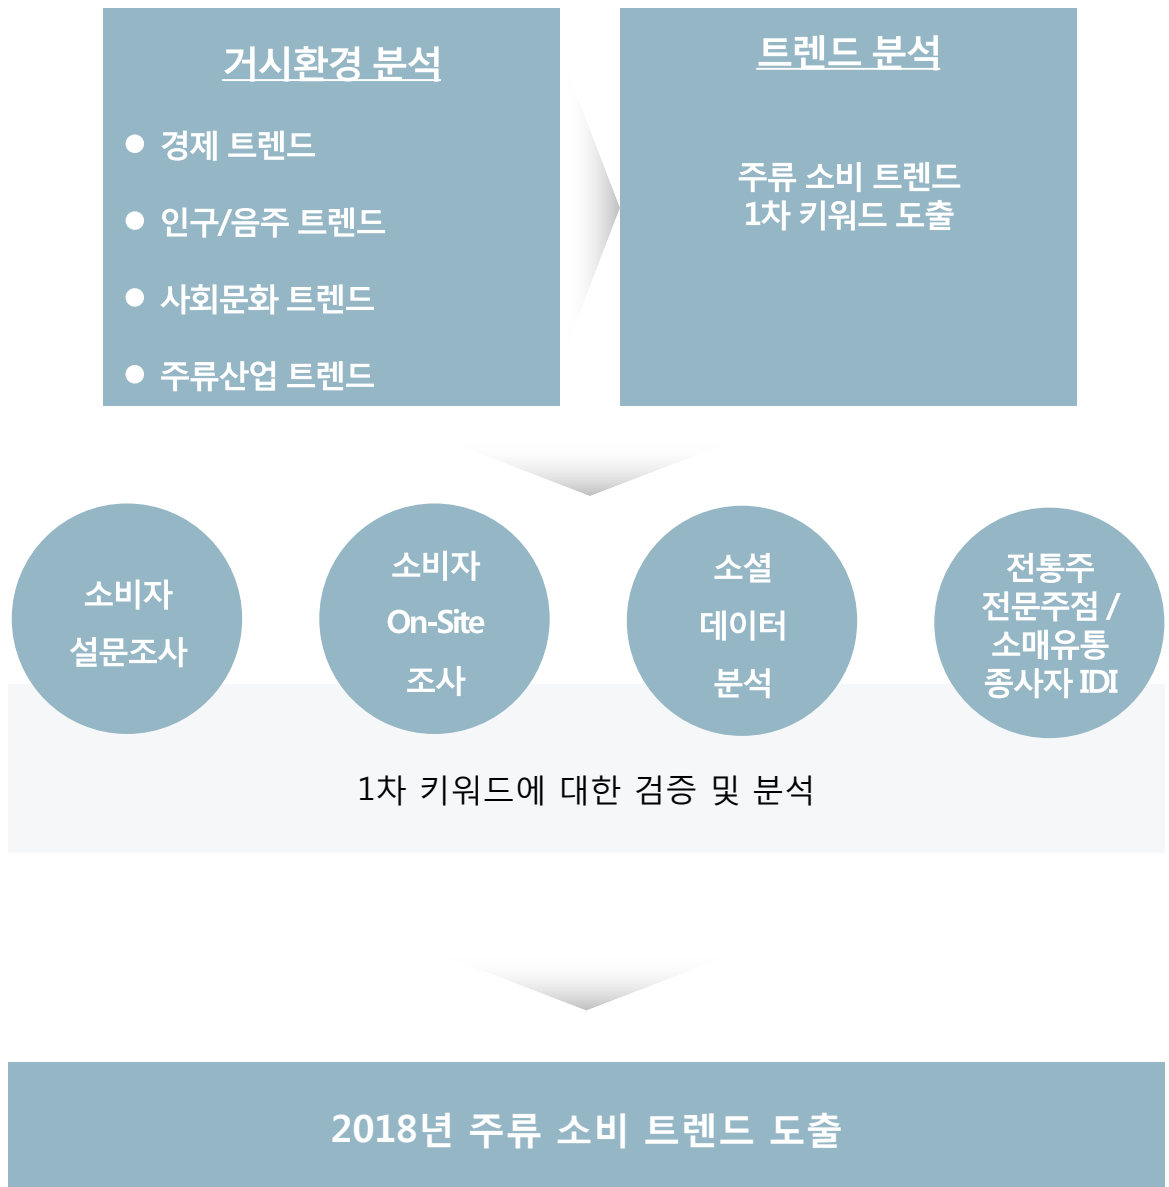 거시환경 분석
● 경제 트렌드
● 인구/음주 트렌드
● 사회문화 트렌드
● 주류산업 트렌드
트렌드 분석
주류 소비 트렌드
1차 키워드 도출
소비자
설문조사
소비자
On-Site
조사
소셜
데이터
분석
전통주
전문주점 /
소매유통
종사자 IDI
1차 키워드에 대한 검증 및 분석
2018년 주류 소비 트렌드 도출